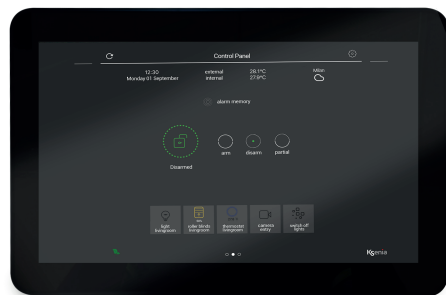 Control Panel
12:30 external 28.1°C Milan
Monday 01 September internal 27.9°C
alarm memory
arm disarm partial
Disarmed
light livingroom
roller blinds livingroom
thermostat livingroom
camera entry
switch off lights
Ksenia